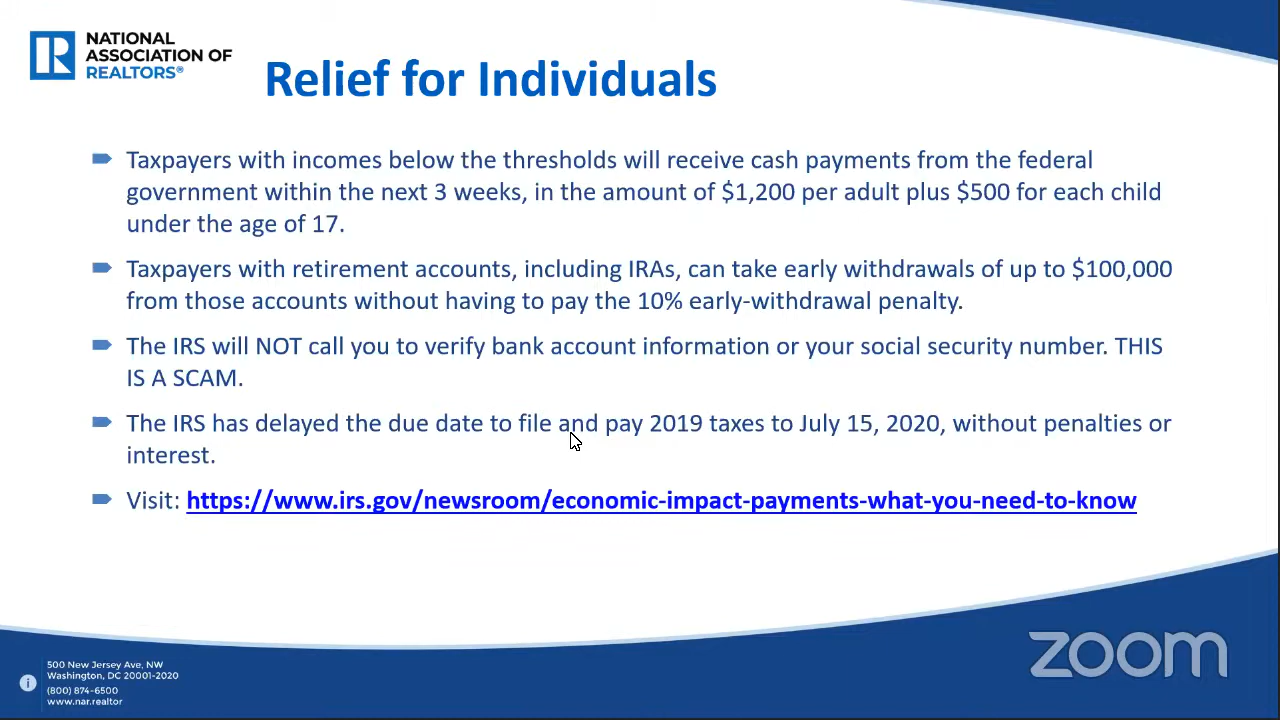 NATIONAL
ASSOCIATION OF
REALTORS®
Relief for Individuals
Taxpayers with incomes below the thresholds will receive cash payments from the federal
government within the next 3 weeks, in the amount of $1,200 per adult plus $500 for each child
under the age of 17.
Taxpayers with retirement accounts, including IRAs, can take early withdrawals of up to $100,000
from those accounts without having to pay the 10% early-withdrawal penalty.
The IRS will NOT call you to verify bank account information or your social security number. THIS
IS A SCAM.
The IRS has delayed the due date to file and pay 2019 taxes to July 15, 2020, without penalties or
interest.
Visit: https://www.irs.gov/newsroom/economic-impact-payments-what-you-need-to-know
500 New Jersey Ave, NW
Washington, DC 20001-2020
(800) 874-6500
www.nar.realtor
zoom